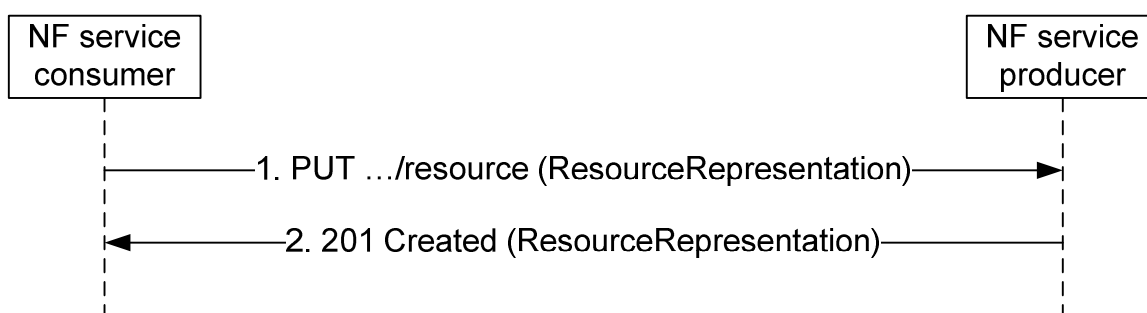 NF service
consumer
NF service
producer
1. PUT …/resource (ResourceRepresentation)
2. 201 Created (ResourceRepresentation)